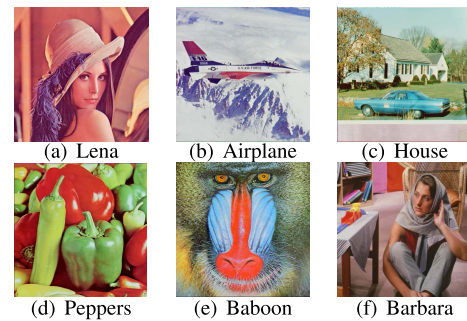 (a) Lena
(b) Airplane
(c) House
(d) Peppers
(e) Baboon
(f) Barbara